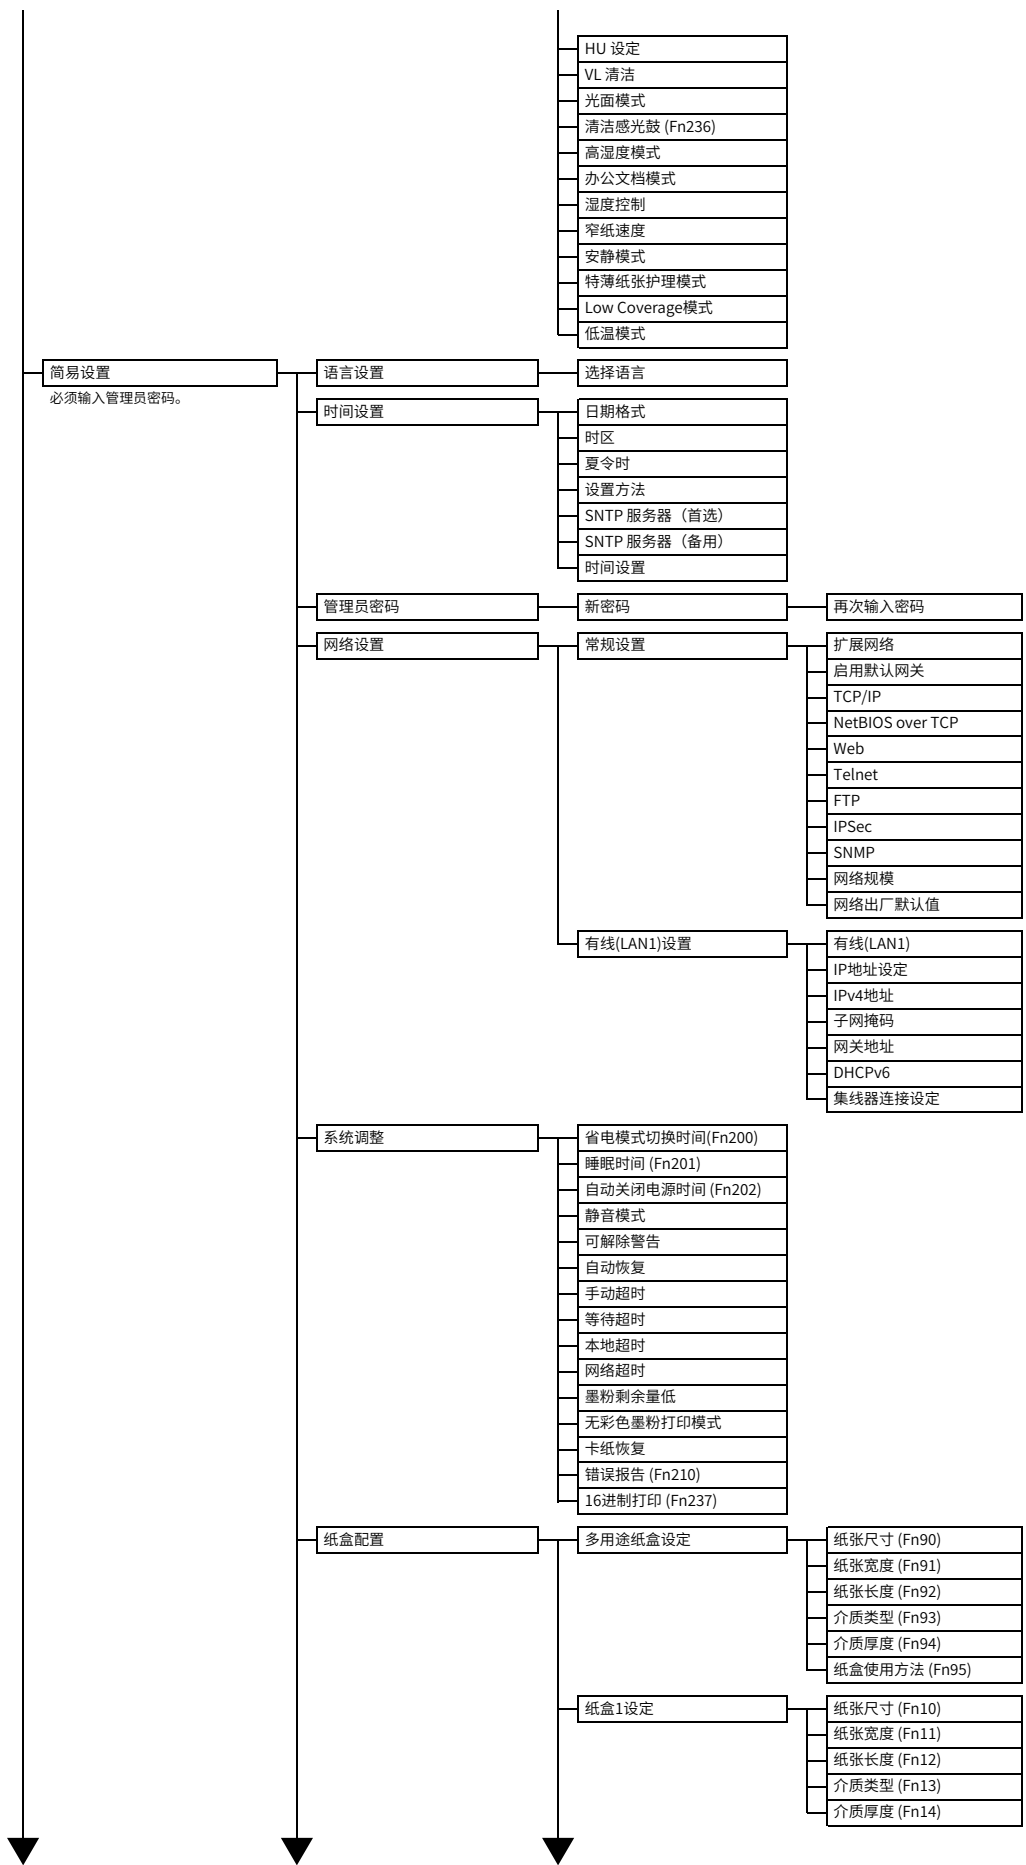 HU 设定
VL 清洁
光面模式
清洁感光鼓 (Fn236)
高湿度模式
办公文档模式
湿度控制
窄纸速度
安静模式
特薄纸张护理模式
Low Coverage模式
低温模式
简易设置
必须输入管理员密码。
语言设置
选择语言
时间设置
日期格式
时区
夏令时
设置方法
SNTP 服务器（首选）
SNTP 服务器（备用）
时间设置
管理员密码
新密码
再次输入密码
网络设置
常规设置
扩展网络
启用默认网关
TCP/IP
NetBIOS over TCP
Web
Telnet
FTP
IPSec
SNMP
网络规模
网络出厂默认值
有线(LAN1)设置
有线(LAN1)
IP地址设定
IPv4地址
子网掩码
网关地址
DHCPv6
集线器连接设定
系统调整
省电模式切换时间(Fn200)
睡眠时间 (Fn201)
自动关闭电源时间 (Fn202)
静音模式
可解除警告
自动恢复
手动超时
等待超时
本地超时
网络超时
墨粉剩余量低
无彩色墨粉打印模式
卡纸恢复
错误报告 (Fn210)
16进制打印 (Fn237)
纸盒配置
多用途纸盒设定
纸张尺寸 (Fn90)
纸张宽度 (Fn91)
纸张长度 (Fn92)
介质类型 (Fn93)
介质厚度 (Fn94)
纸盒使用方法 (Fn95)
纸盒1设定
纸张尺寸 (Fn10)
纸张宽度 (Fn11)
纸张长度 (Fn12)
介质类型 (Fn13)
介质厚度 (Fn14)